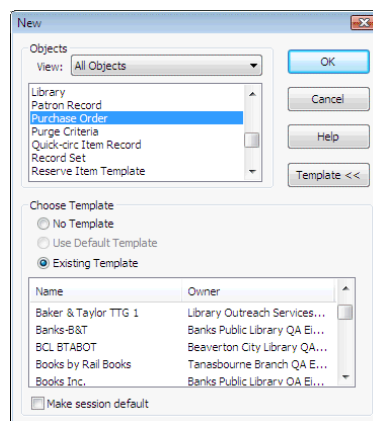 New
Objects
View: All Objects
OK
Library
Patron Record
Purchase Order
Purge Criteria
Quick-circ Item Record
Record Set
Reserve Item Template
Cancel
Help
Template <<
Choose Template
No Template
Use Default Template
Existing Template
Name Owner
Baker & Taylor TTG 1 Library Outreach Services...
Banks-B&T Banks Public Library QA Ei...
BCL BTABOT Beaverton City Library QA...
Books by Rail Books Tanasbourne Branch QA E...
Books Inc. Banks Public Library QA Ei...
Make session default